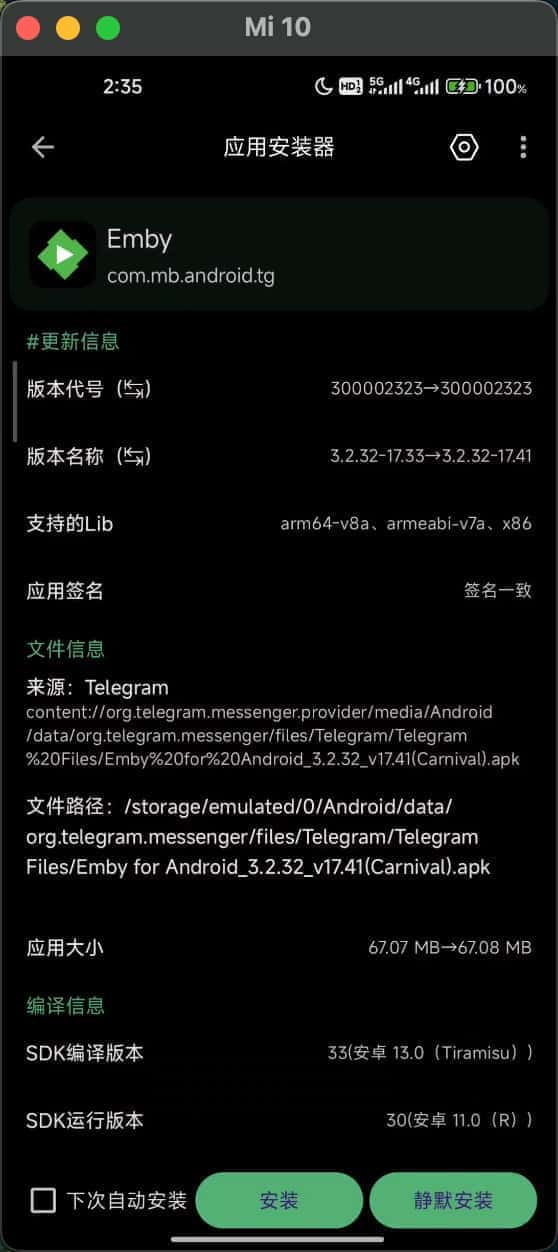 Mi 10
2:35
HD 2 5G 4G 100%
应用安装器
Emby
com.mb.android.tg
#更新信息
版本代号（↹） 300002323→300002323
版本名称（↹） 3.2.32-17.33→3.2.32-17.41
支持的Lib arm64-v8a、armeabi-v7a、x86
应用签名 签名一致
文件信息
来源：Telegram
content://org.telegram.messenger.provider/media/Android
/data/org.telegram.messenger/files/Telegram/Telegram
%20Files/Emby%20for%20Android_3.2.32_v17.41(Carnival).apk
文件路径：/storage/emulated/0/Android/data/
org.telegram.messenger/files/Telegram/Telegram
Files/Emby for Android_3.2.32_v17.41(Carnival).apk
应用大小 67.07 MB→67.08 MB
编译信息
SDK编译版本 33(安卓 13.0（Tiramisu）)
SDK运行版本 30(安卓 11.0（R）)
下次自动安装 安装 静默安装